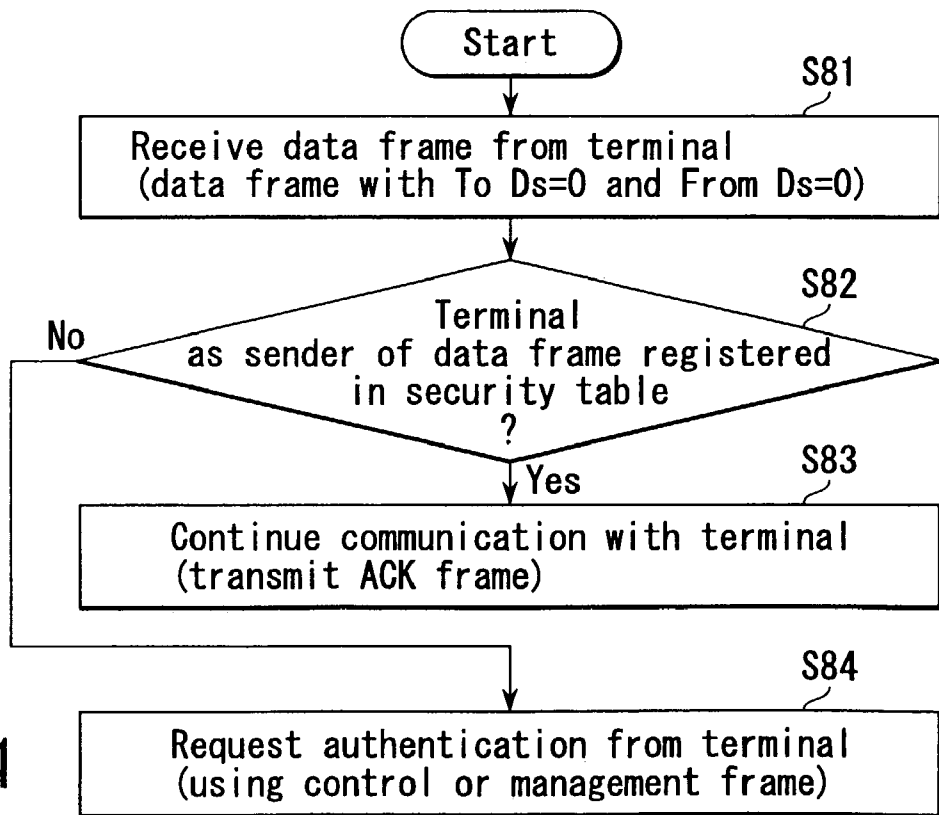 Start
S81
Receive data frame from terminal
(data frame with To Ds=0 and From Ds=0)
S82
Terminal
as sender of data frame registered
in security table
?
No
Yes
S83
Continue communication with terminal
(transmit ACK frame)
S84
Request authentication from terminal
(using control or management frame)